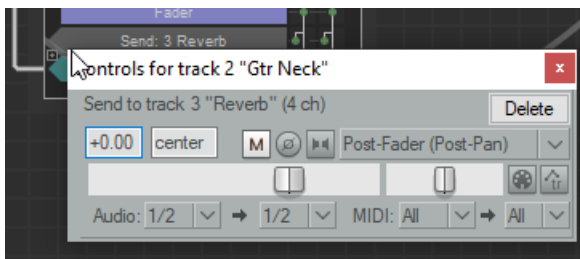 Fader
Send: 3 Reverb
ontrols for track 2 "Gtr Neck"
x
Send to track 3 "Reverb" (4 ch)
Delete
+0.00 center M Ø Post-Fader (Post-Pan)
tr
Audio: 1/2 → 1/2 MIDI: All → All